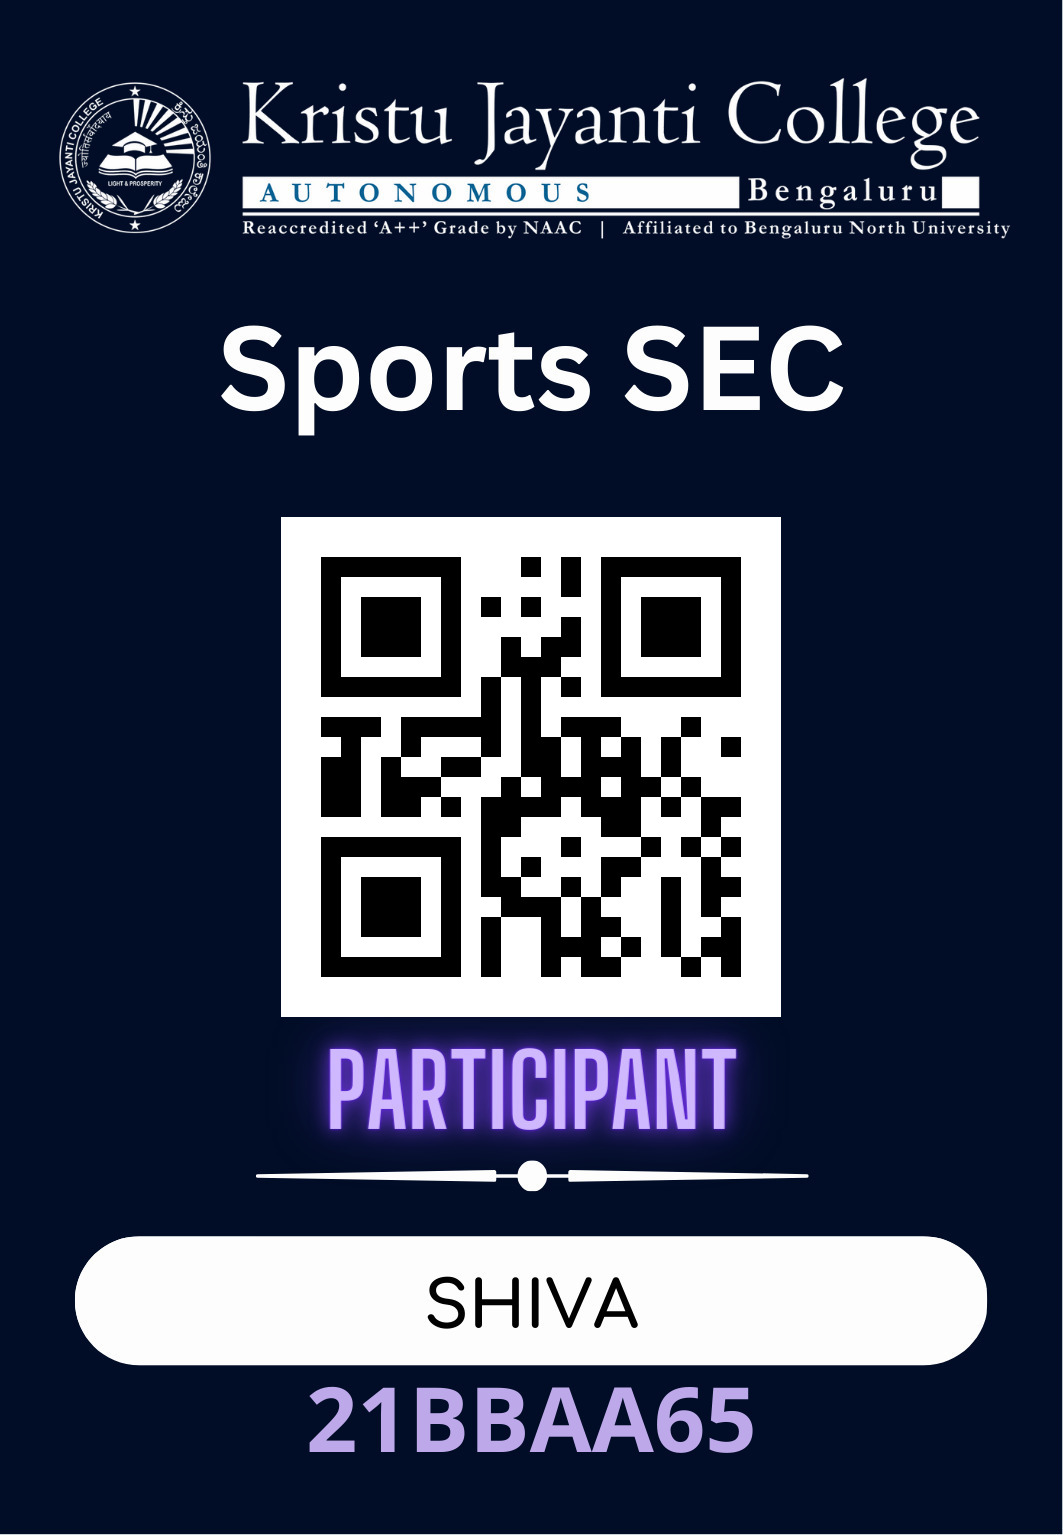 KRISTU JAYANTI COLLEGE
ज्योतिसंवादाय
ಕ್ರಿಸ್ತು ಜಯಂತಿ ಕಾಲೇಜು
LIGHT & PROSPERITY
Kristu Jayanti College
AUTONOMOUS Bengaluru
Reaccredited ‘A++’ Grade by NAAC | Affiliated to Bengaluru North University
Sports SEC
PARTICIPANT
SHIVA
21BBAA65